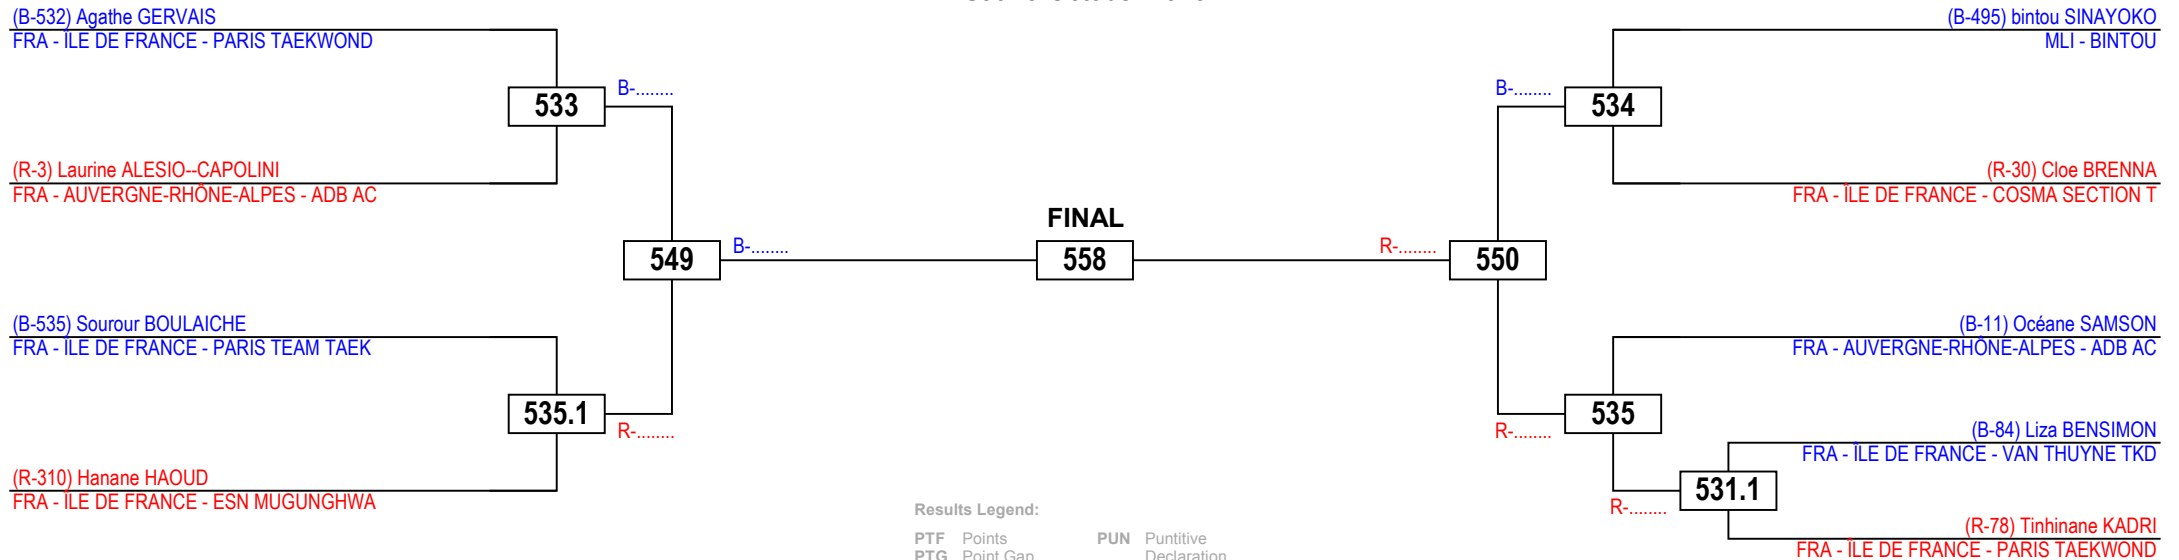 (B-532) Agathe GERVAIS
FRA - ÎLE DE FRANCE - PARIS TAEKWOND
533
B-........
(R-3) Laurine ALESIO--CAPOLINI
FRA - AUVERGNE-RHÔNE-ALPES - ADB AC
549
B-........
(B-535) Sourour BOULAICHE
FRA - ÎLE DE FRANCE - PARIS TEAM TAEK
535.1
R-........
(R-310) Hanane HAOUD
FRA - ÎLE DE FRANCE - ESN MUGUNGHWA
FINAL
558
(B-495) bintou SINAYOKO
MLI - BINTOU
B-........
534
(R-30) Cloe BRENNA
FRA - ÎLE DE FRANCE - COSMA SECTION T
R-........
550
(B-11) Océane SAMSON
FRA - AUVERGNE-RHÔNE-ALPES - ADB AC
R-........
535
(B-84) Liza BENSIMON
FRA - ÎLE DE FRANCE - VAN THUYNE TKD
R-........
531.1
(R-78) Tinhinane KADRI
FRA - ÎLE DE FRANCE - PARIS TAEKWOND
Results Legend:
PTF Points PUN Puntitive
PTG Point Gap Declaration